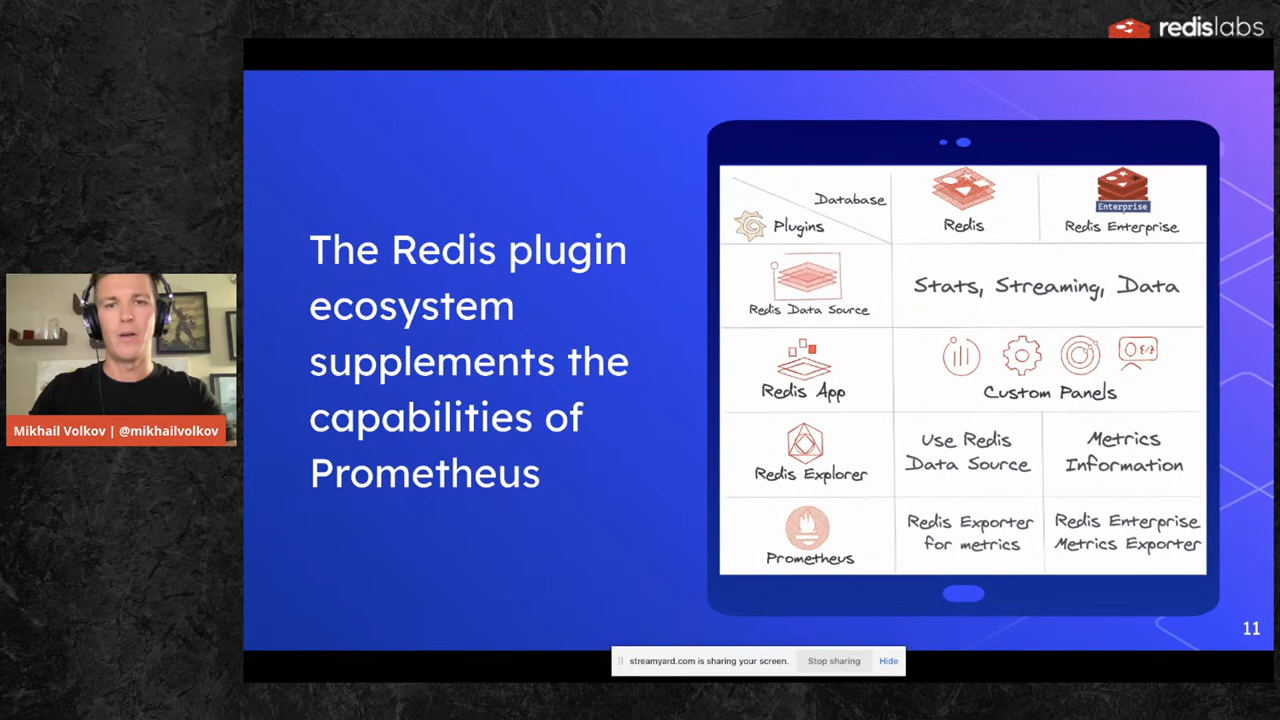 redislabs
The Redis plugin
ecosystem
supplements the
capabilities of
Prometheus
Database
Plugins
Redis
Enterprise
Redis Enterprise
Redis Data Source
Stats, Streaming, Data
Redis App
Custom Panels
Redis Explorer
Use Redis
Data Source
Metrics
Information
Prometheus
Redis Exporter
for metrics
Redis Enterprise
Metrics Exporter
Mikhail Volkov | @mikhailvolkov
11
streamyard.com is sharing your screen.
Stop sharing
Hide